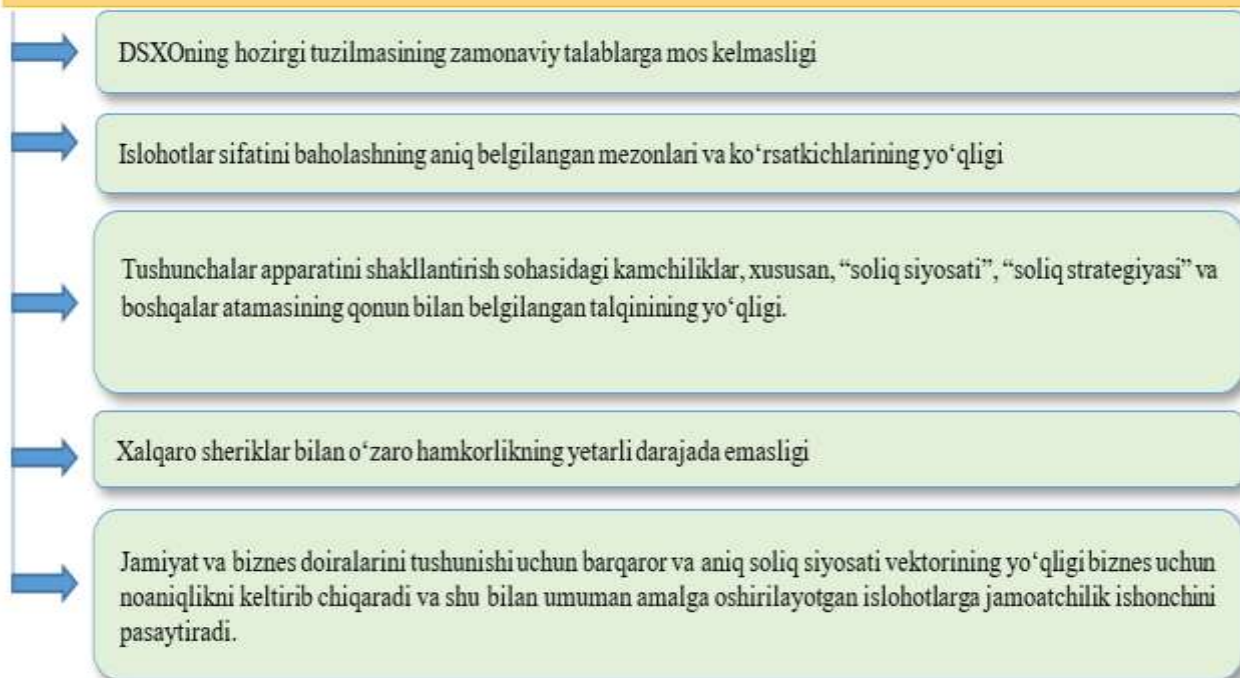 DSXOning hozirgi tuzilmasining zamonaviy talablarga mos kelmasligi
Islohotlar sifatini baholashning aniq belgilangan mezonlari va ko‘rsatkichlarining yo‘qligi
Tushunchalar apparatini shakllantirish sohasidagi kamchiliklar, xususan, “soliq siyosati”, “soliq strategiyasi” va
boshqalar atamasining qonun bilan belgilangan talqinining yo‘qligi.
Xalqaro sheriklar bilan o‘zaro hamkorlikning yetarli darajada emasligi
Jamiyat va biznes doiralarini tushunishi uchun barqaror va aniq soliq siyosati vektorining yo‘qligi biznes uchun
noaniqlikni keltirib chiqaradi va shu bilan umuman amalga oshirilayotgan islohotlarga jamoatchilik ishonchini
pasaytiradi.